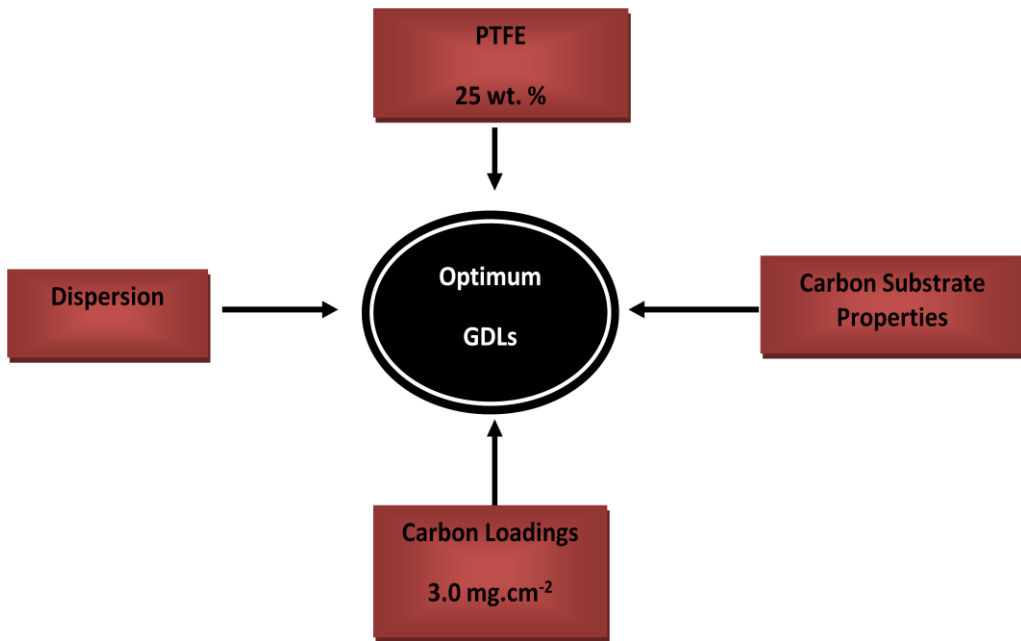 PTFE
25 wt. %
Dispersion
Optimum
GDLs
Carbon Substrate
Properties
Carbon Loadings
3.0 mg.cm⁻²